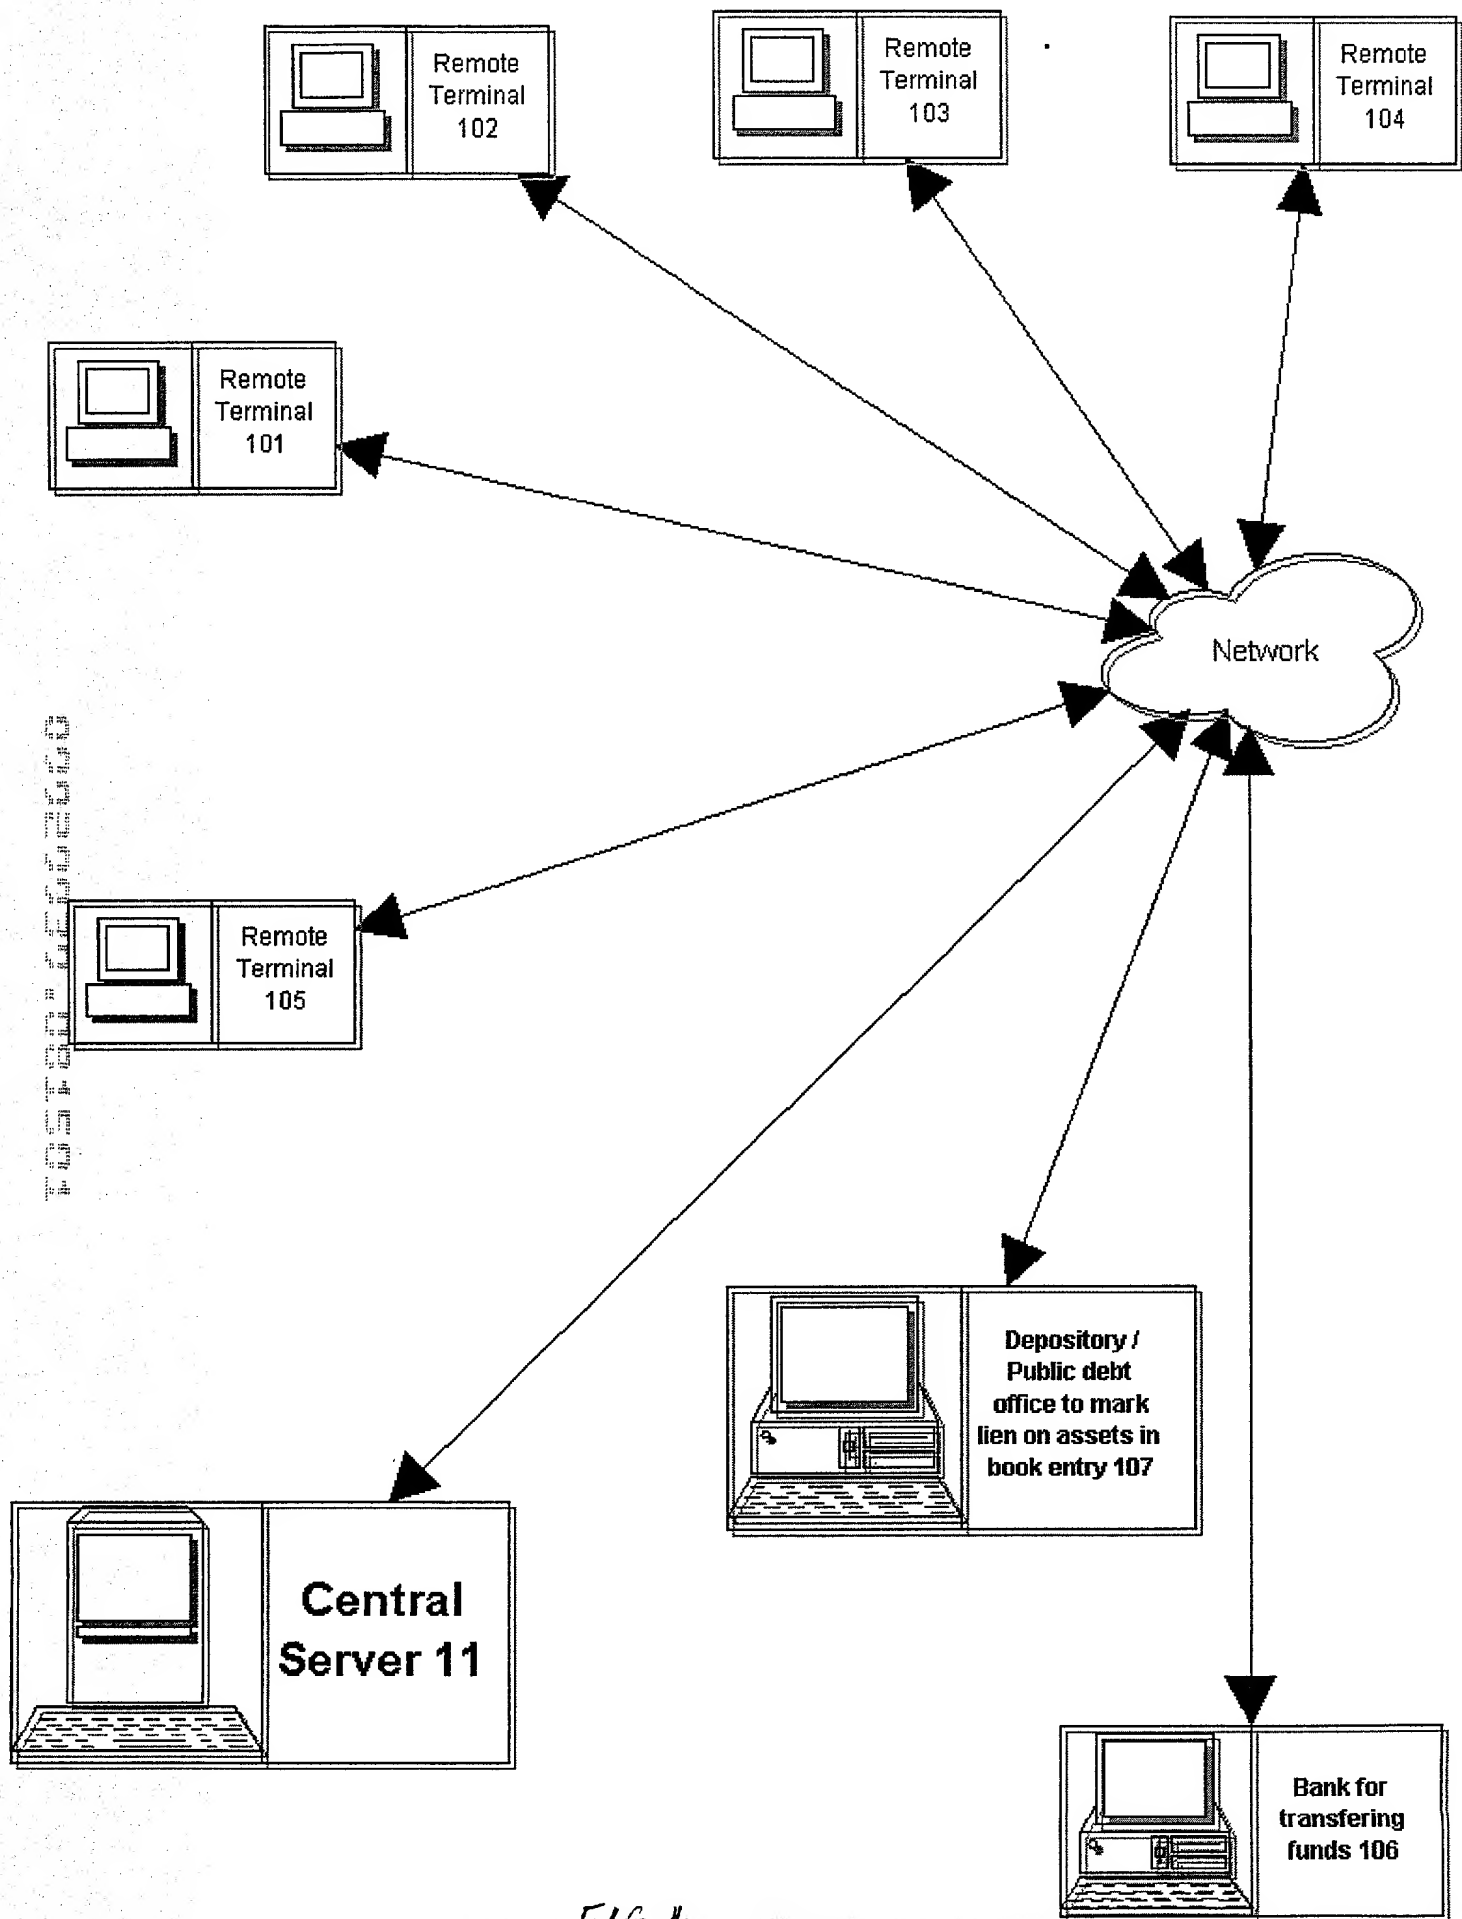 Remote
Terminal
102
Remote
Terminal
103
Remote
Terminal
104
Remote
Terminal
101
Network
Remote
Terminal
105
Depository /
Public debt
office to mark
lien on assets in
book entry 107
Central
Server 11
Bank for
transfering
funds 106